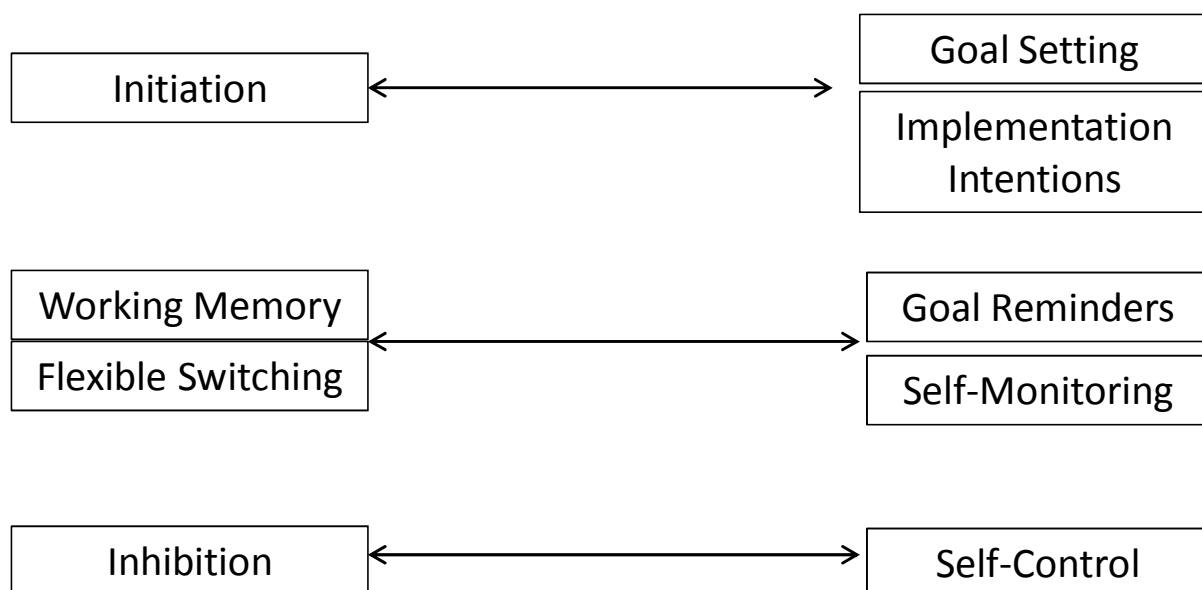 Initiation
Goal Setting
Implementation
Intentions
Working Memory
Flexible Switching
Goal Reminders
Self-Monitoring
Inhibition
Self-Control